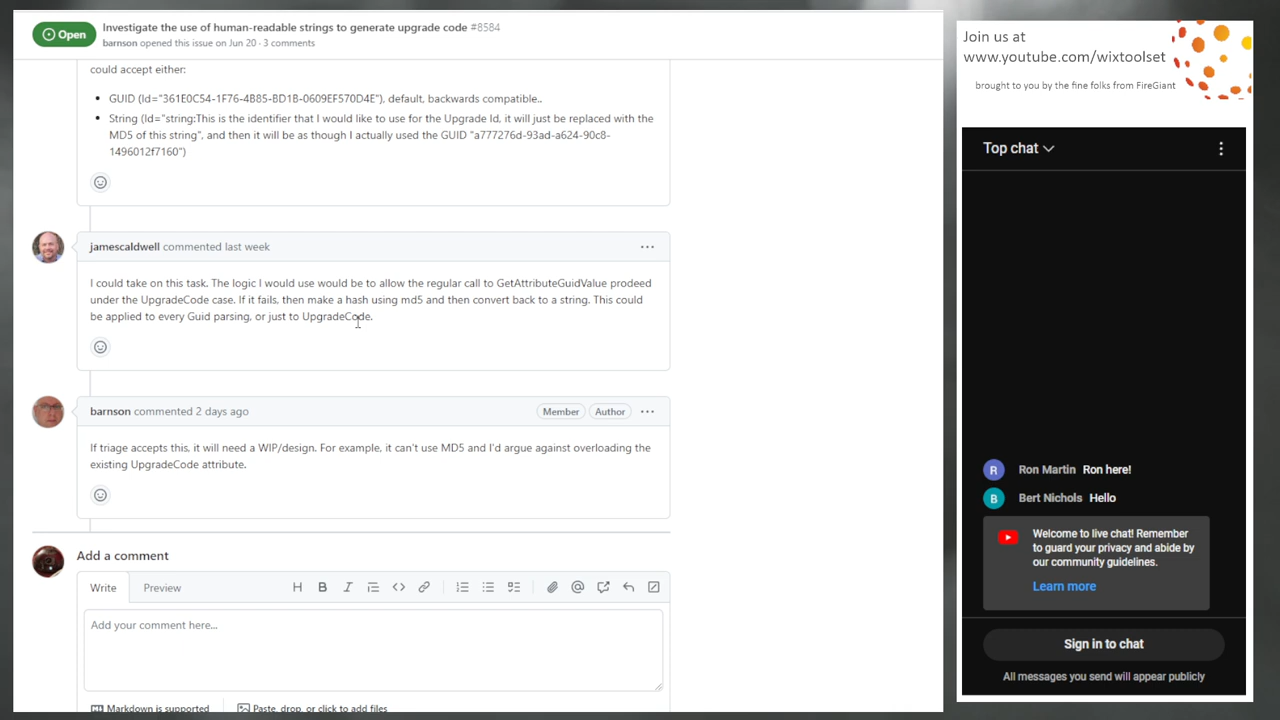 Open
Investigate the use of human-readable strings to generate upgrade code #8584
barnson opened this issue on Jun 20 · 3 comments
could accept either:
• GUID (Id="361E0C54-1F76-4B85-BD1B-0609EF570D4E"), default, backwards compatible..
• String (Id="string:This is the identifier that I would like to use for the Upgrade Id, it will just be replaced with the
MD5 of this string", and then it will be as though I actually used the GUID "a777276d-93ad-a624-90c8-
1496012f7160")
jamescaldwell commented last week
I could take on this task. The logic I would use would be to allow the regular call to GetAttributeGuidValue prodeed
under the UpgradeCode case. If it fails, then make a hash using md5 and then convert back to a string. This could
be applied to every Guid parsing, or just to UpgradeCode.
barnson commented 2 days ago
Member
Author
If triage accepts this, it will need a WIP/design. For example, it can't use MD5 and I'd argue against overloading the
existing UpgradeCode attribute.
Add a comment
Write
Preview
Add your comment here...
Markdown is supported
Paste, drop, or click to add files
Join us at
www.youtube.com/wixtoolset
brought to you by the fine folks from FireGiant
Top chat
R Ron Martin Ron here!
B Bert Nichols Hello
Welcome to live chat! Remember
to guard your privacy and abide by
our community guidelines.
Learn more
Sign in to chat
All messages you send will appear publicly